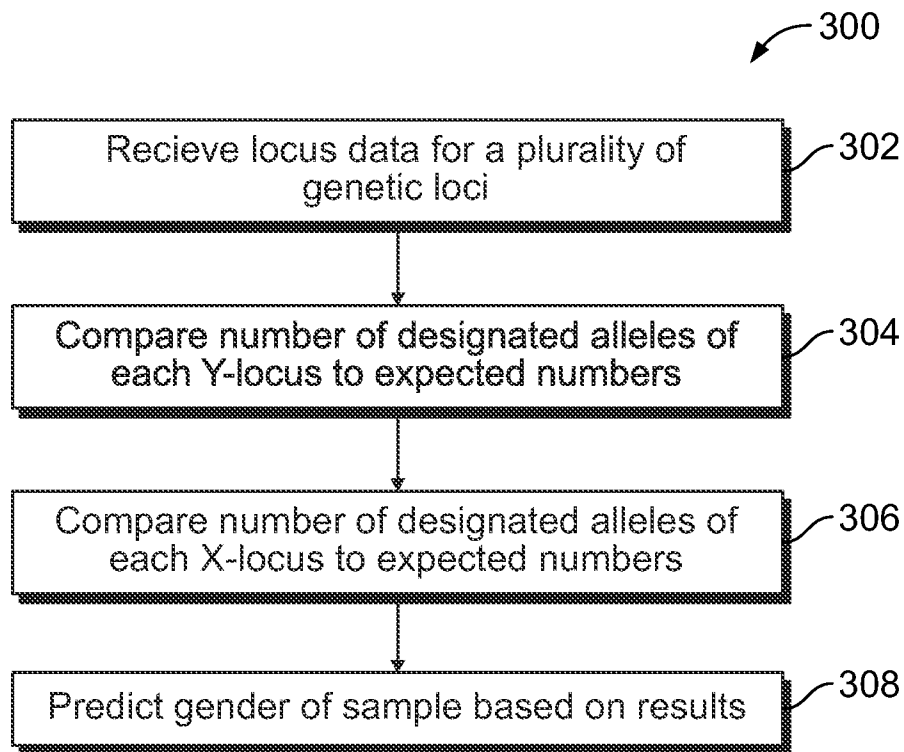 300
Recieve locus data for a plurality of
genetic loci
302
Compare number of designated alleles of
each Y-locus to expected numbers
304
Compare number of designated alleles of
each X-locus to expected numbers
306
Predict gender of sample based on results
308